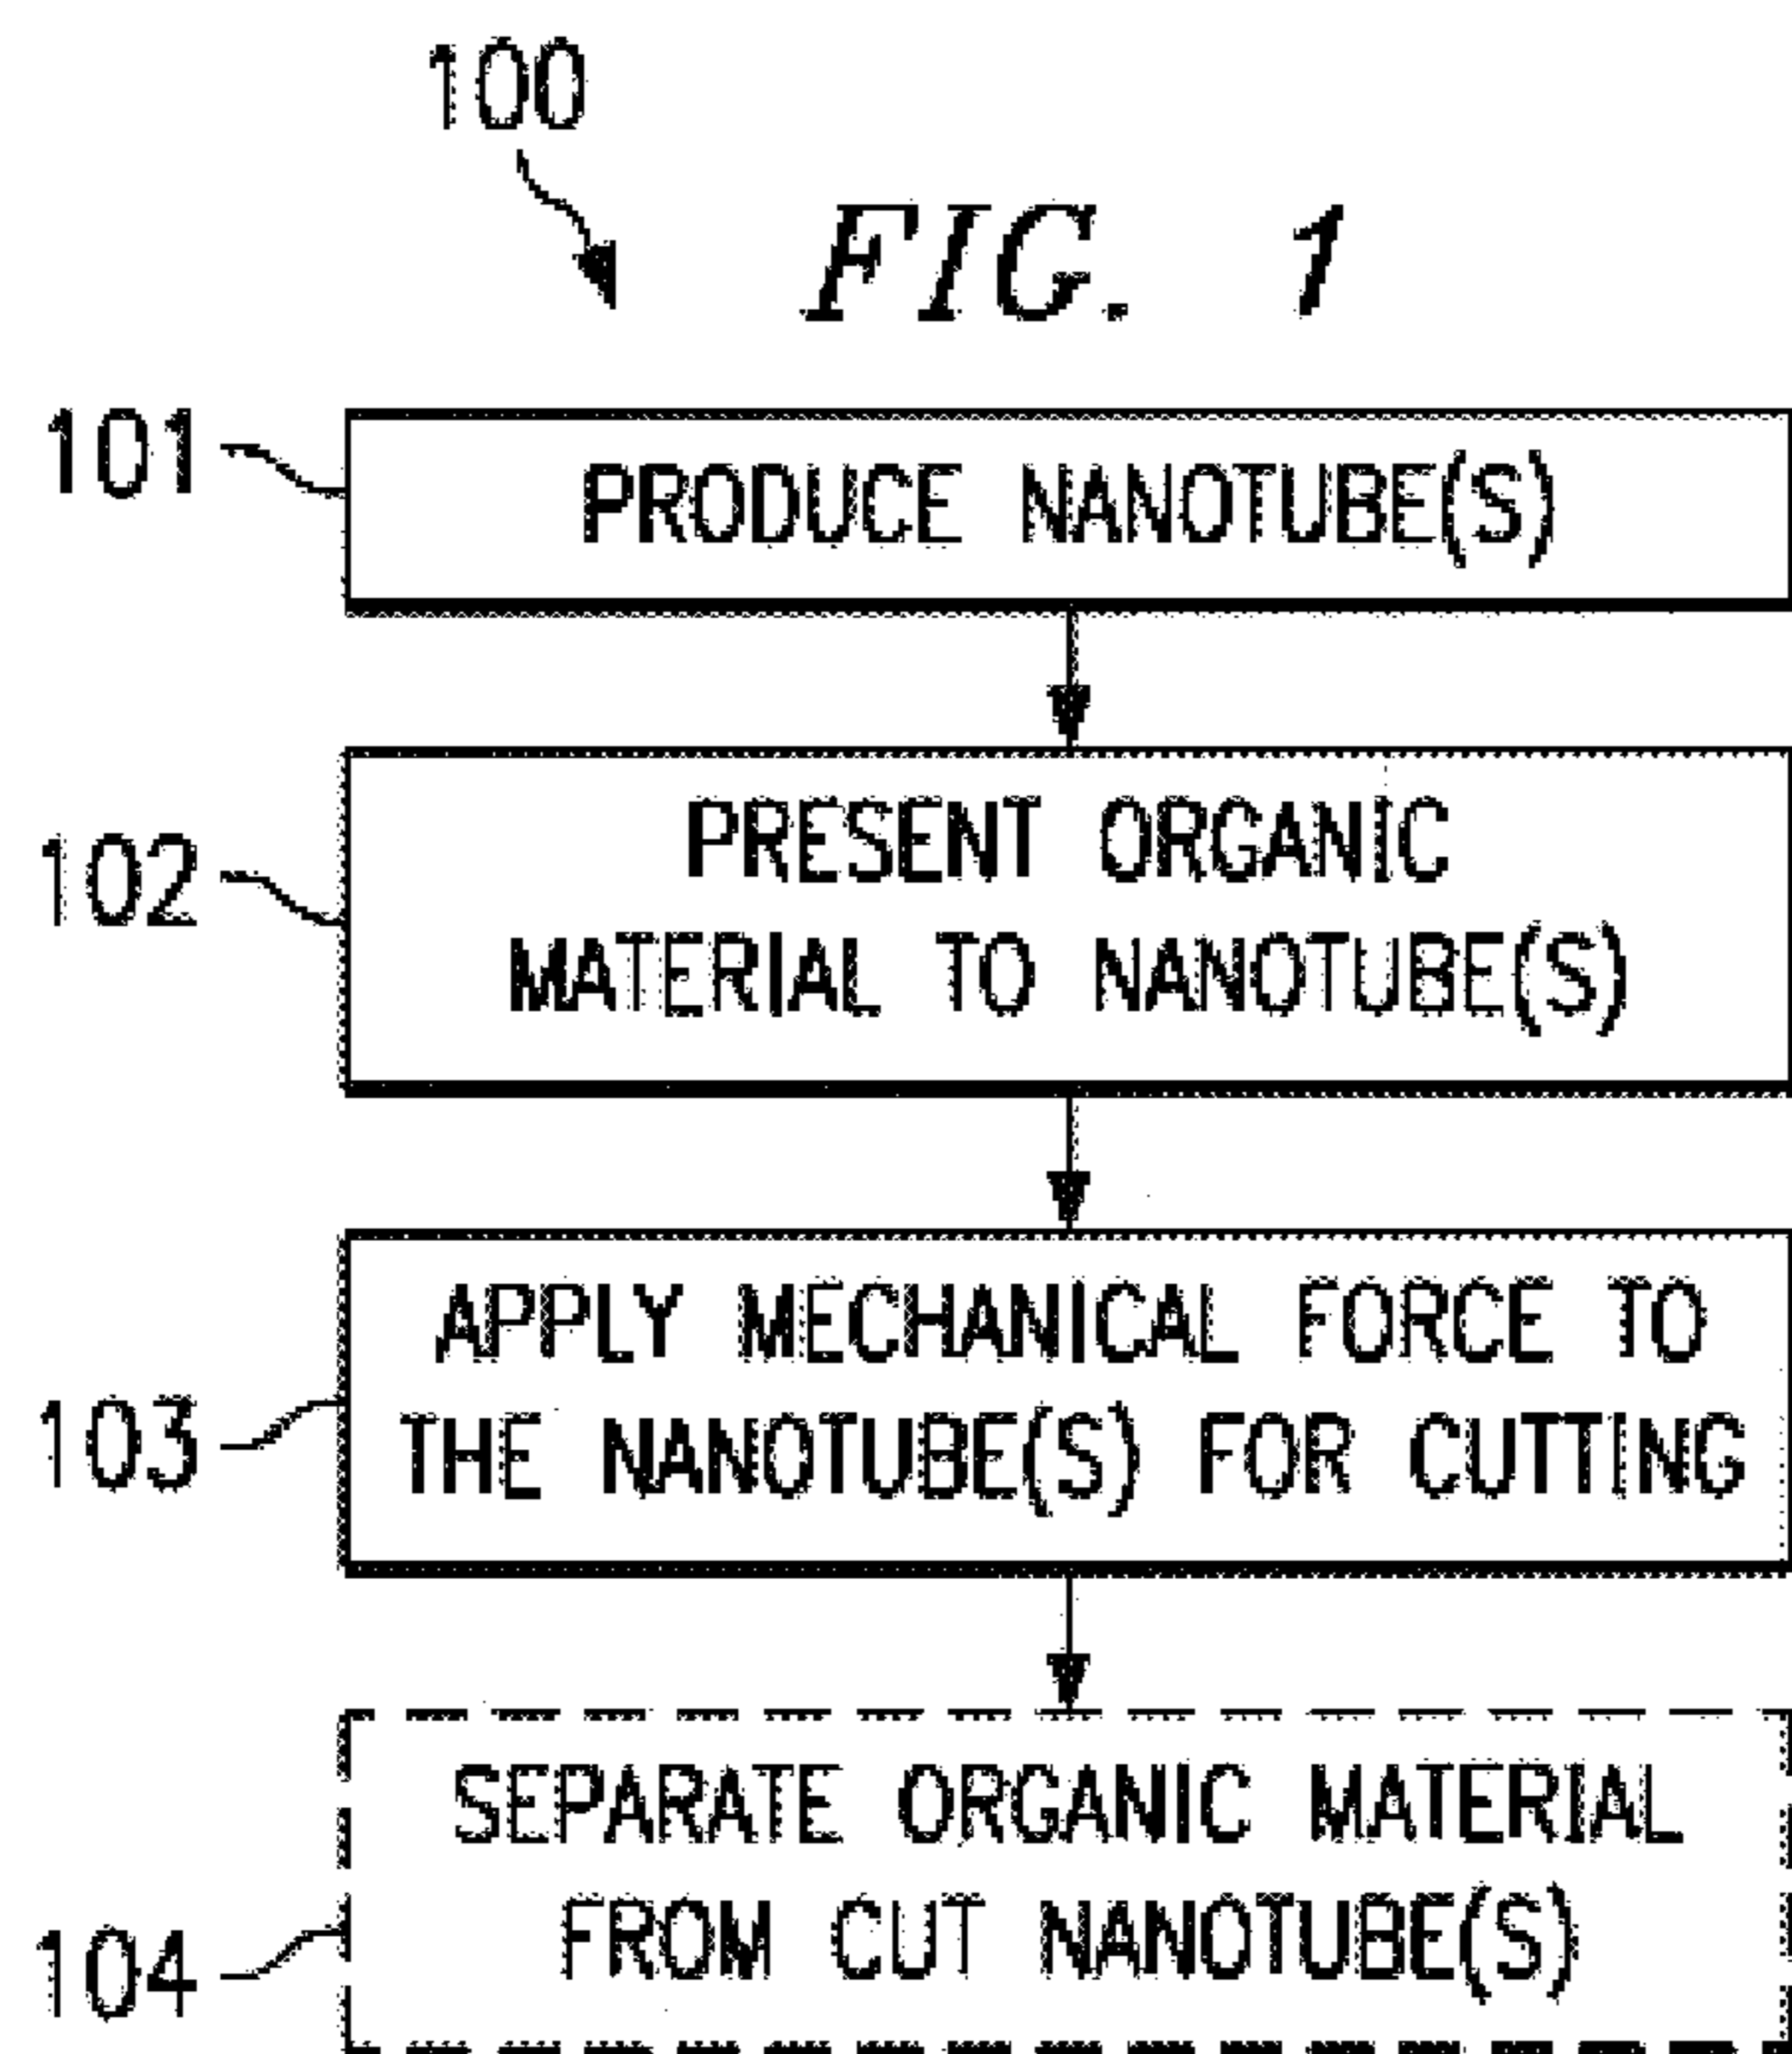 100
FIG. 1
101
PRODUCE NANOTUBE(S)
102
PRESENT ORGANIC
MATERIAL TO NANOTUBE(S)
103
APPLY MECHANICAL FORCE TO
THE NANOTUBE(S) FOR CUTTING
104
SEPARATE ORGANIC MATERIAL
FROM CUT NANOTUBE(S)